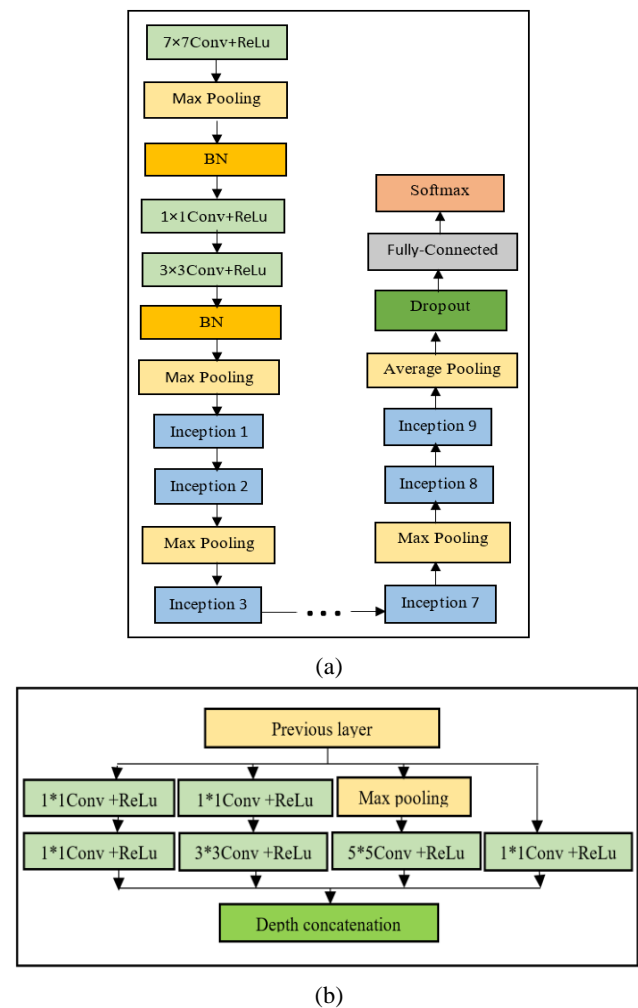 7×7Conv+ReLu
Max Pooling
BN
1×1Conv+ReLu
3×3Conv+ReLu
BN
Max Pooling
Inception 1
Inception 2
Max Pooling
Inception 3
...
Inception 7
Max Pooling
Inception 8
Inception 9
Average Pooling
Dropout
Fully-Connected
Softmax
(a)
Previous layer
1*1Conv +ReLu
1*1Conv +ReLu
Max pooling
1*1Conv +ReLu
3*3Conv +ReLu
5*5Conv +ReLu
1*1Conv +ReLu
Depth concatenation
(b)